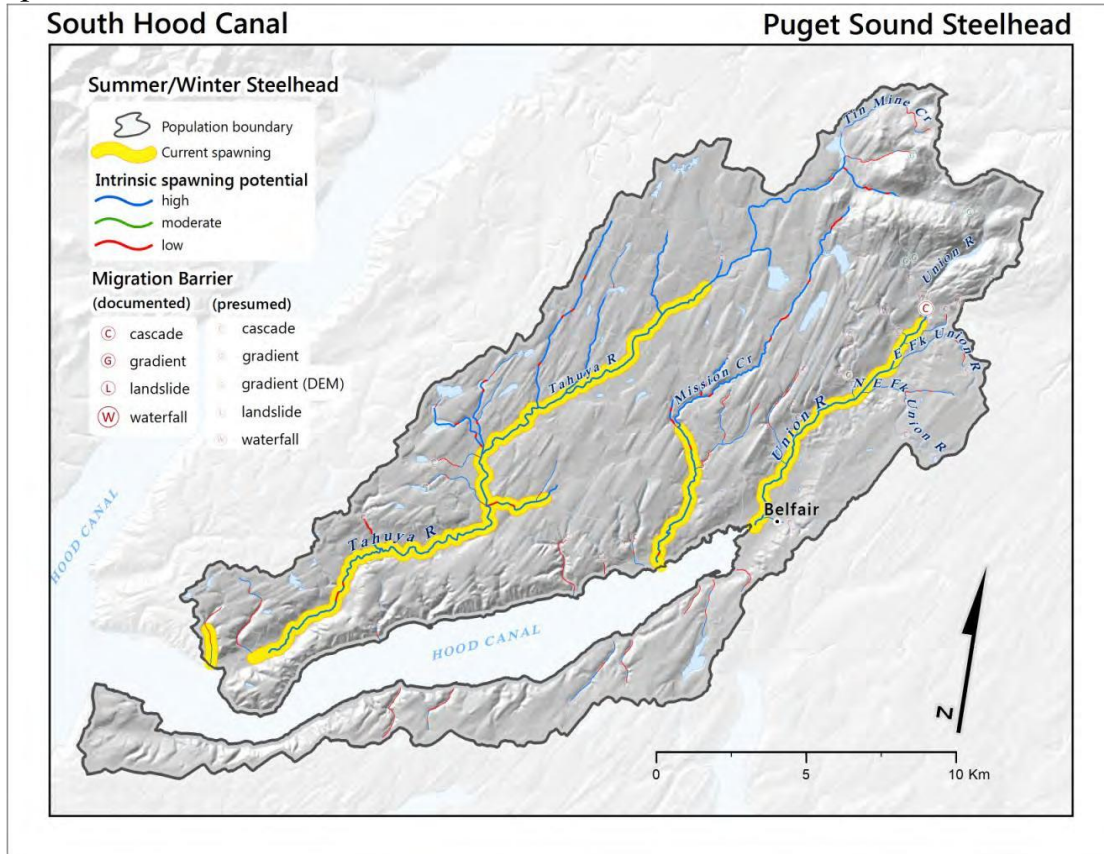 South Hood Canal
Puget Sound Steelhead
Summer/Winter Steelhead
Population boundary
Current spawning
Intrinsic spawning potential
high
moderate
low
Migration Barrier
(documented)
(presumed)
C cascade
G gradient
L landslide
W waterfall
cascade
gradient
gradient (DEM)
landslide
waterfall
Tin Mine Cr
Union R
C
E Fk Union R
N E Fk Union R
Tahuya R
Mission Cr
Union R
Belfair
Tahuya R
HOOD CANAL
HOOD CANAL
N
0 5 10 Km